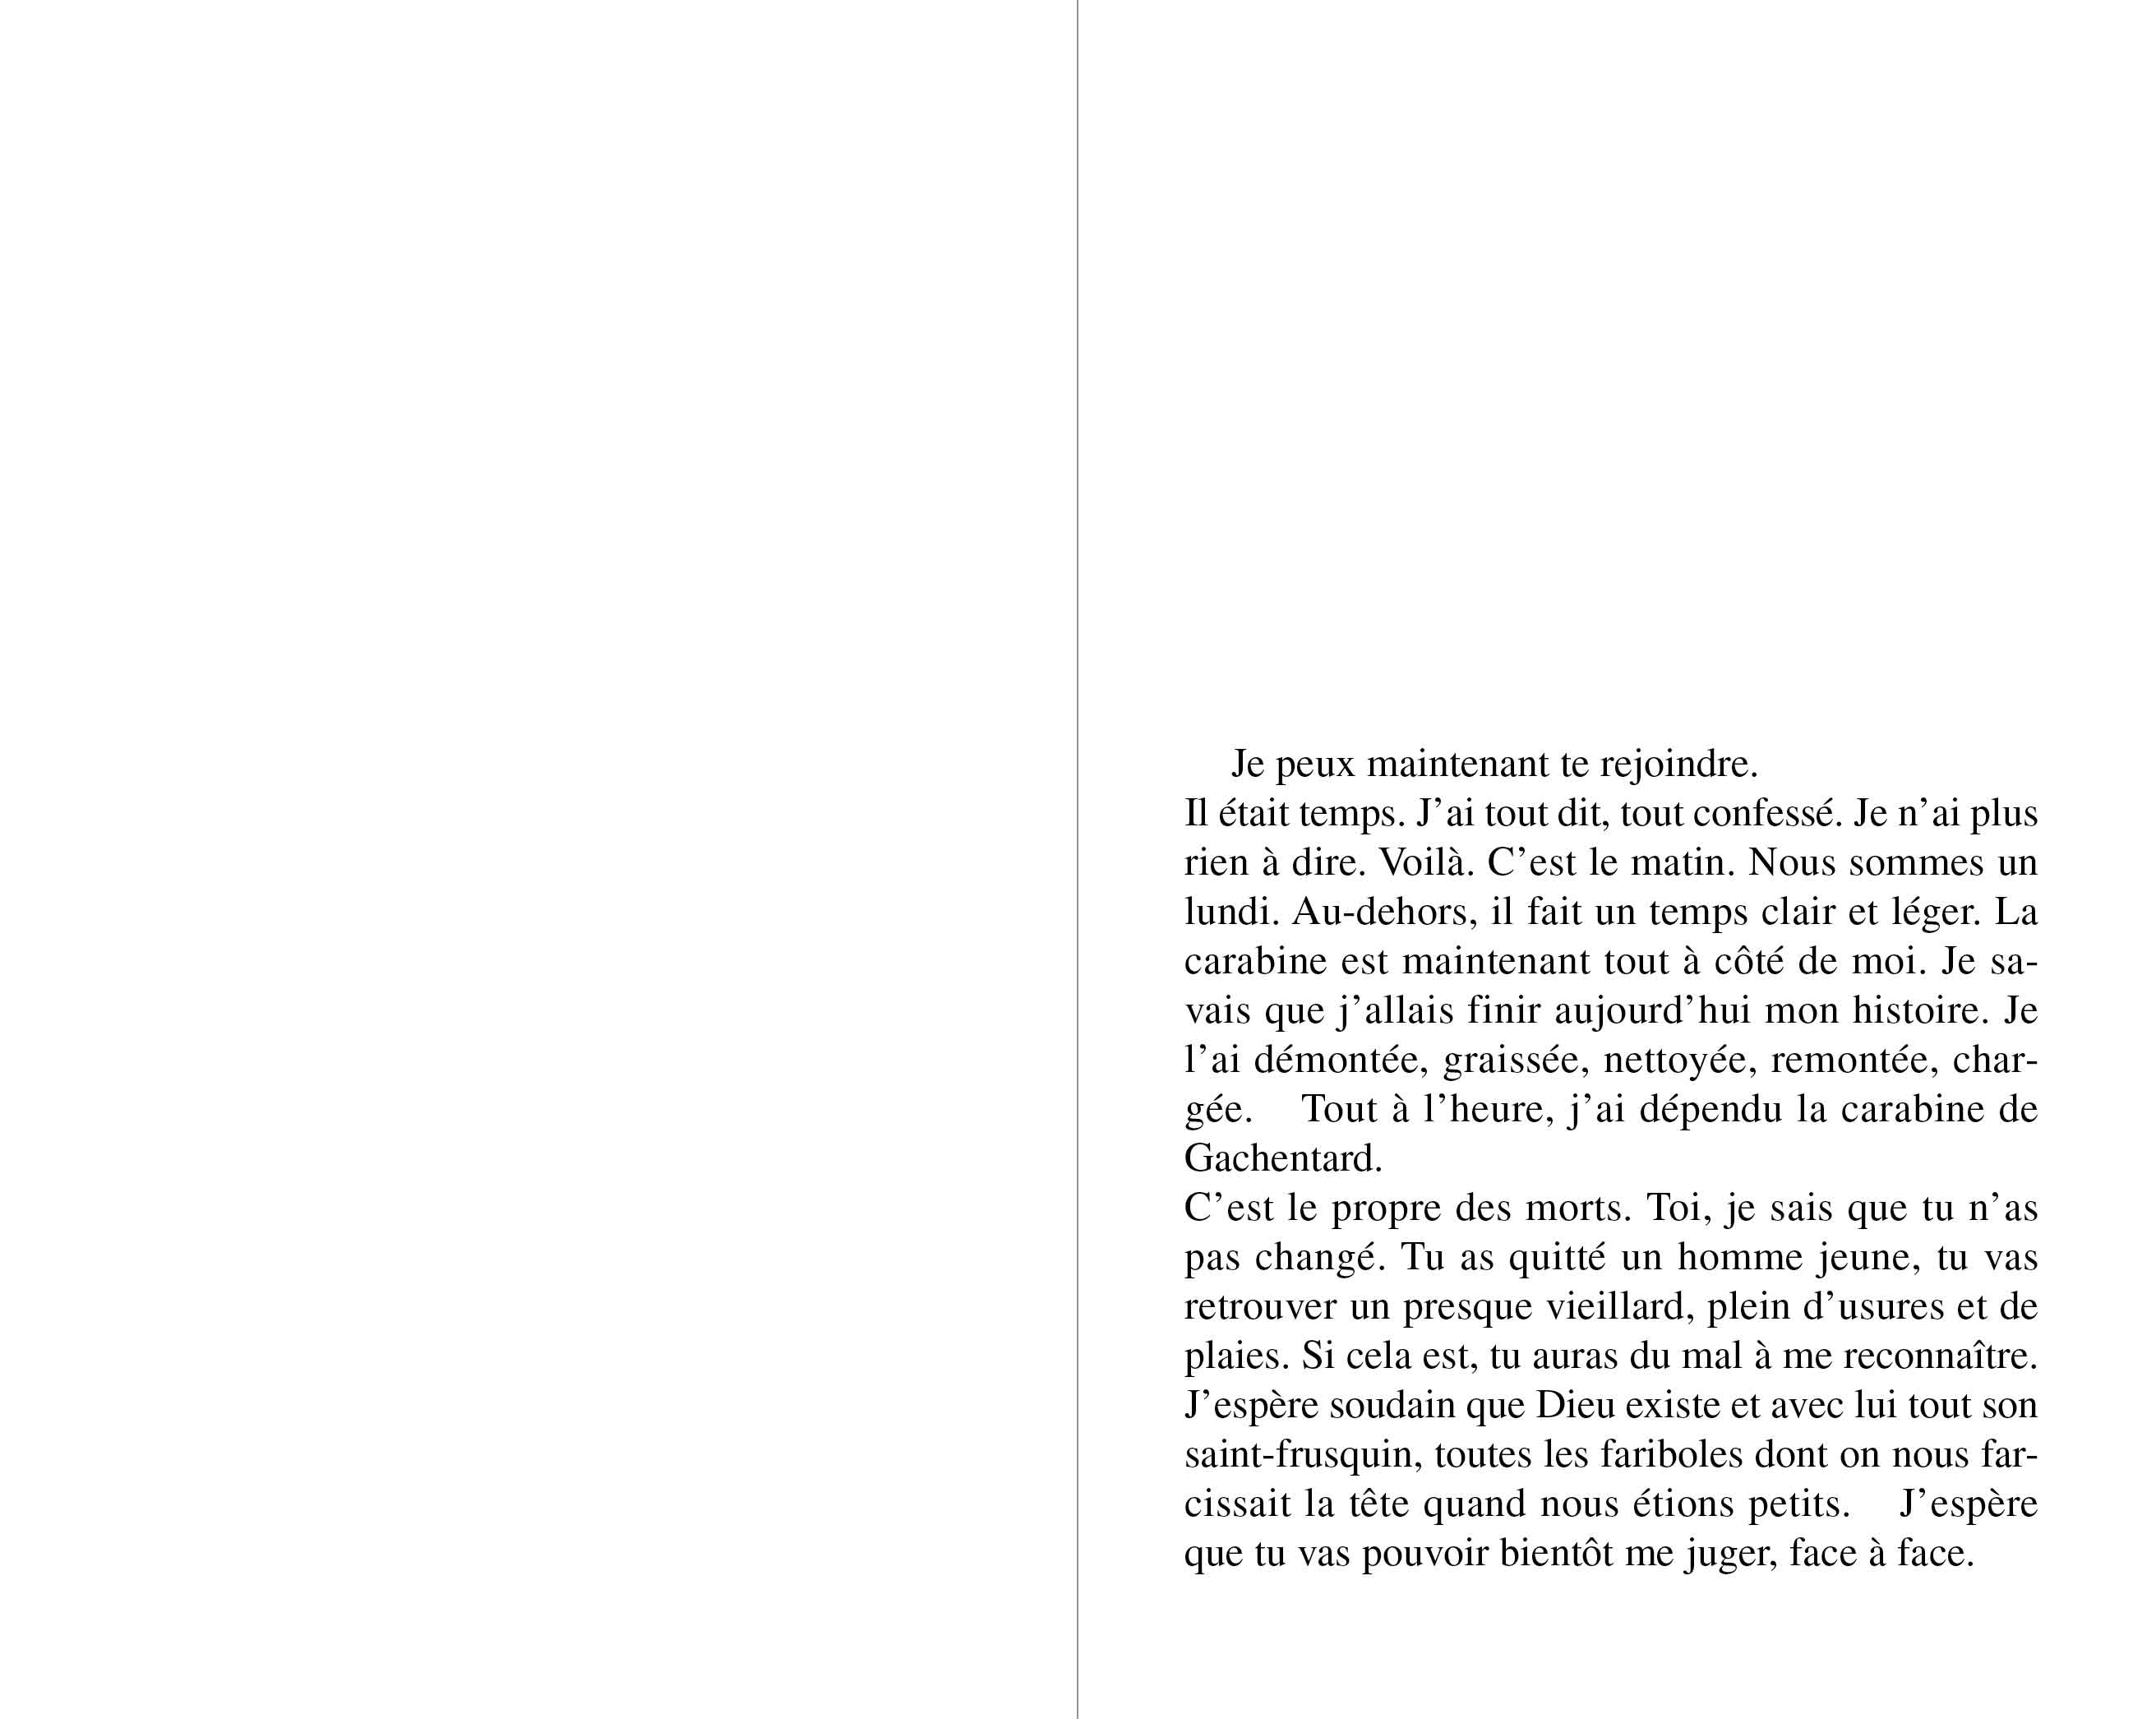 Je peux maintenant te rejoindre.
Il était temps. J’ai tout dit, tout confessé. Je n’ai plus
rien à dire. Voilà. C’est le matin. Nous sommes un
lundi. Au-dehors, il fait un temps clair et léger. La
carabine est maintenant tout à côté de moi. Je sa-
vais que j’allais finir aujourd’hui mon histoire. Je
l’ai démontée, graissée, nettoyée, remontée, char-
gée. Tout à l’heure, j’ai dépendu la carabine de
Gachentard.
C’est le propre des morts. Toi, je sais que tu n’as
pas changé. Tu as quitté un homme jeune, tu vas
retrouver un presque vieillard, plein d’usures et de
plaies. Si cela est, tu auras du mal à me reconnaître.
J’espère soudain que Dieu existe et avec lui tout son
saint-frusquin, toutes les fariboles dont on nous far-
cissait la tête quand nous étions petits. J’espère
que tu vas pouvoir bientôt me juger, face à face.